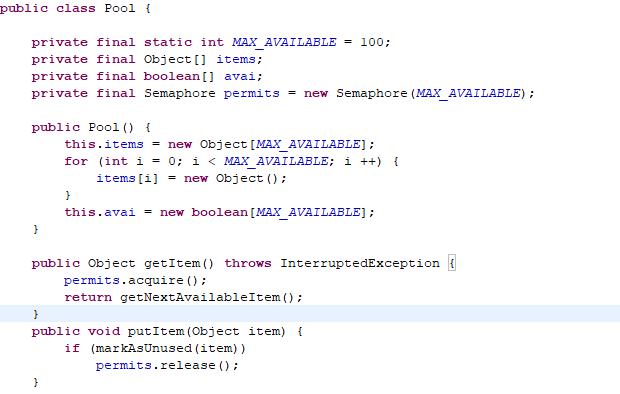 public class Pool {
private final static int MAX_AVAILABLE = 100;
private final Object[] items;
private final boolean[] avai;
private final Semaphore permits = new Semaphore(MAX_AVAILABLE);
public Pool() {
this.items = new Object[MAX_AVAILABLE];
for (int i = 0; i < MAX_AVAILABLE; i ++) {
items[i] = new Object();
}
this.avai = new boolean[MAX_AVAILABLE];
}
public Object getItem() throws InterruptedException {
permits.acquire();
return getNextAvailableItem();
}
public void putItem(Object item) {
if (markAsUnused(item))
permits.release();
}